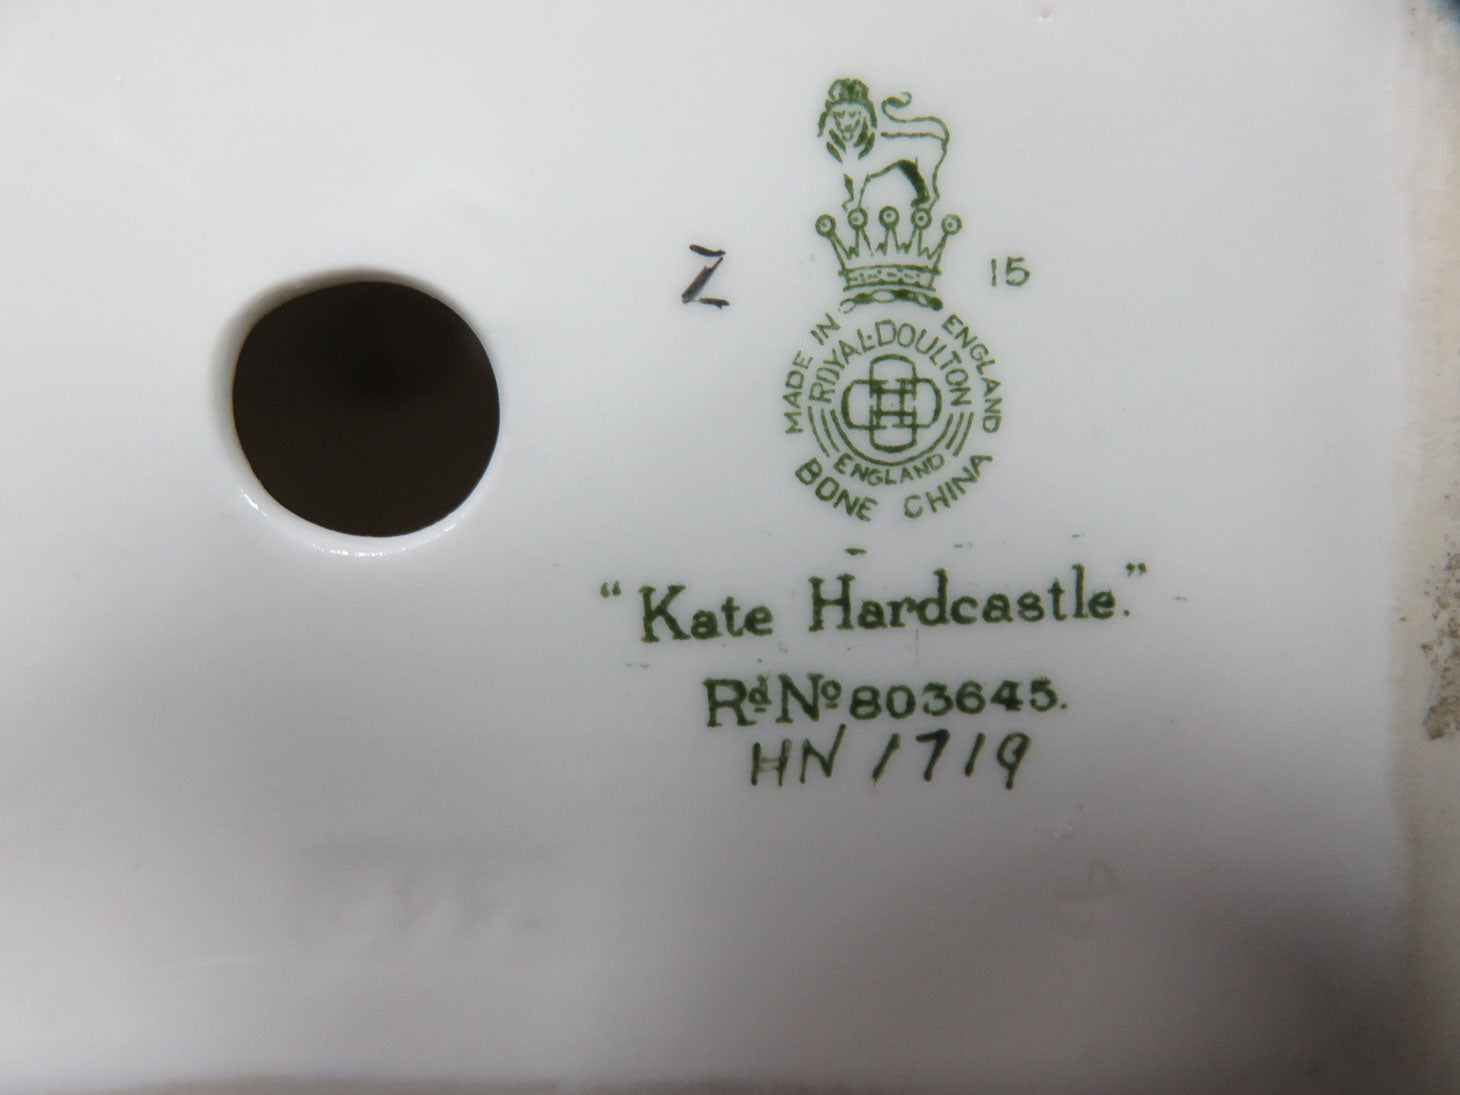 Z
15
MADE IN ENGLAND
ROYAL·DOULTON
ENGLAND
BONE CHINA
"Kate Hardcastle."
Rd No 803645.
HN 1719